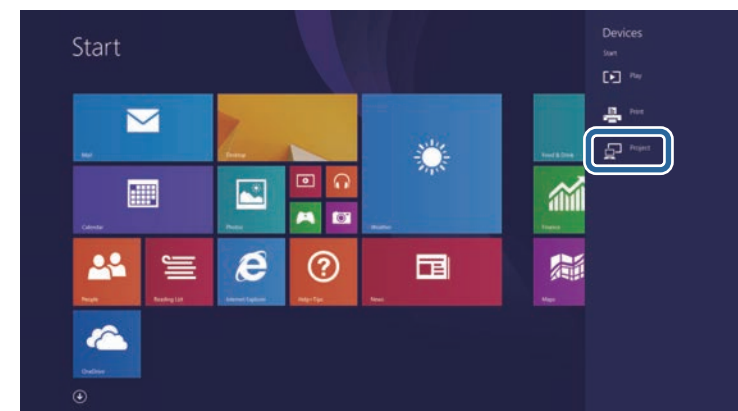 Start
Devices
Start
Play
Print
Project
Mail
Desktop
Food & Drink
Calendar
Photos
Weather
Finance
People
Reading List
Internet Explorer
Help+Tips
News
Maps
OneDrive